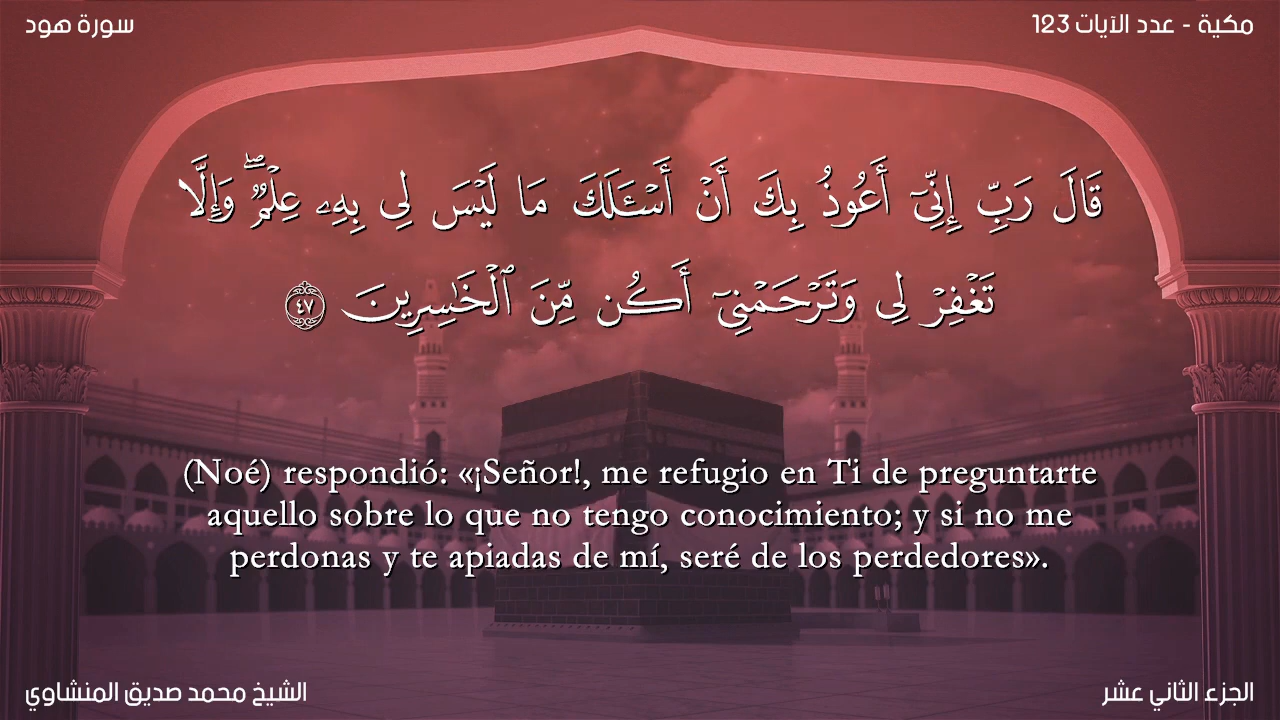 مكية - عدد الآيات 123
سورة هود
قَالَ رَبِّ إِنِّىٓ أَعُوذُ بِكَ أَنْ أَسْـَٔلَكَ مَا لَيْسَ لِى بِهِۦ عِلْمٌۭ ۖ وَإِلَّا
تَغْفِرْ لِى وَتَرْحَمْنِىٓ أَكُن مِّنَ ٱلْخَـٰسِرِينَ ٤٧
(Noé) respondió: «¡Señor!, me refugio en Ti de preguntarte
aquello sobre lo que no tengo conocimiento; y si no me
perdonas y te apiadas de mí, seré de los perdedores».
الجزء الثاني عشر
الشيخ محمد صديق المنشاوي